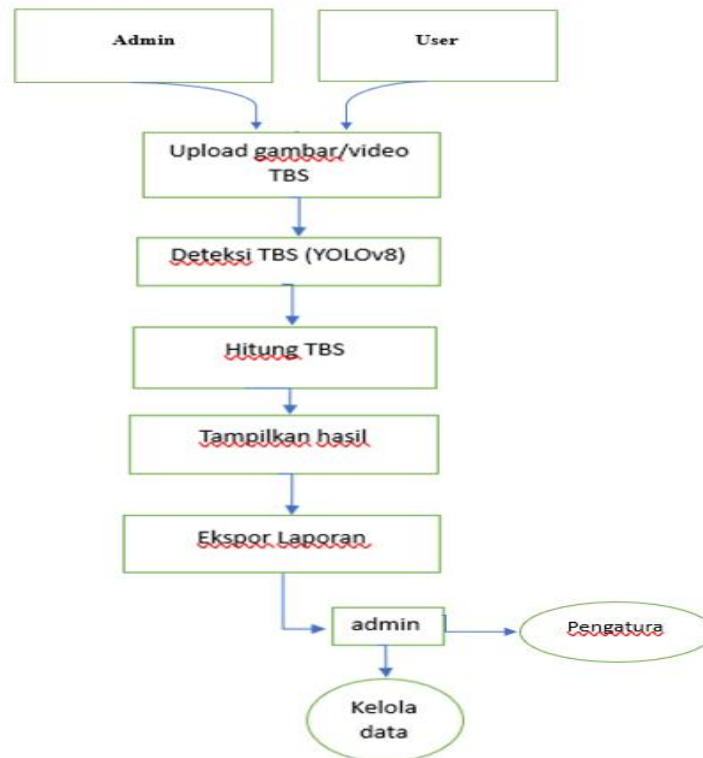 Admin
User
Upload gambar/video
TBS
Deteksi TBS (YOLOv8)
Hitung TBS
Tampilkan hasil
Ekspor Laporan
admin
Pengatura
Kelola
data